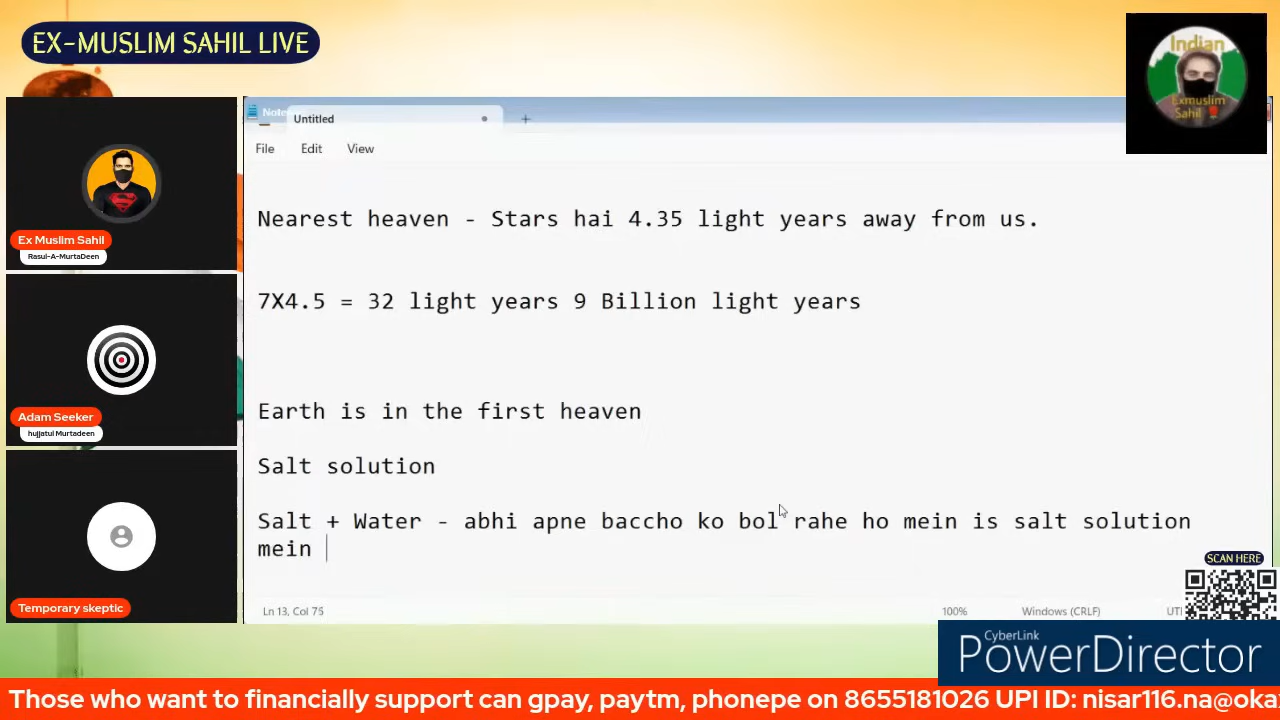 EX-MUSLIM SAHIL LIVE
Indian
Exmuslim
Sahil
Untitled
+
File Edit View
Nearest heaven - Stars hai 4.35 light years away from us.
7X4.5 = 32 light years 9 Billion light years
Ex Muslim Sahil
Rasul-A-MurtaDeen
Earth is in the first heaven
Adam Seeker
hujjatul Murtadeen
Salt solution
Salt + Water - abhi apne baccho ko bol rahe ho mein is salt solution
mein
SCAN HERE
Temporary skeptic
Ln 13, Col 75 100% Windows (CRLF)
CyberLink
PowerDirector
Those who want to financially support can gpay, paytm, phonepe on 8655181026 UPI ID: nisar116.na@oka